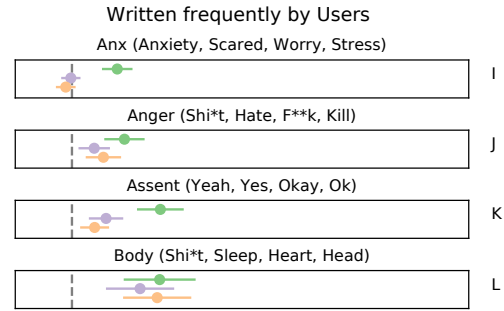 Written frequently by Users
Anx (Anxiety, Scared, Worry, Stress)
I
Anger (Shi*t, Hate, F**k, Kill)
J
Assent (Yeah, Yes, Okay, Ok)
K
Body (Shi*t, Sleep, Heart, Head)
L